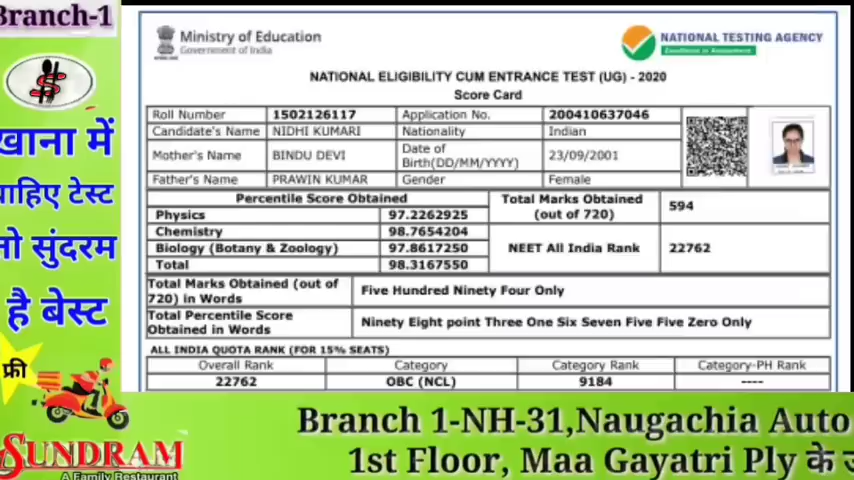 Branch-1
खाना में
चाहिए टेस्ट
तो सुंदरम
है बेस्ट
फ्री
SUNDRAM
A Family Restaurant
Ministry of Education
Government of India
NATIONAL TESTING AGENCY
Excellence in Assessment
NATIONAL ELIGIBILITY CUM ENTRANCE TEST (UG) - 2020
Score Card
Roll Number 1502126117 Application No. 200410637046
Candidate's Name NIDHI KUMARI Nationality Indian
Mother's Name BINDU DEVI Date of Birth(DD/MM/YYYY) 23/09/2001
Father's Name PRAWIN KUMAR Gender Female
Percentile Score Obtained Total Marks Obtained (out of 720) 594
Physics 97.2262925
Chemistry 98.7654204
Biology (Botany & Zoology) 97.8617250 NEET All India Rank 22762
Total 98.3167550
Total Marks Obtained (out of 720) in Words Five Hundred Ninety Four Only
Total Percentile Score Obtained in Words Ninety Eight point Three One Six Seven Five Five Zero Only
ALL INDIA QUOTA RANK (FOR 15% SEATS)
Overall Rank Category Category Rank Category-PH Rank
22762 OBC (NCL) 9184 ----
Branch 1-NH-31,Naugachia Auto
1st Floor, Maa Gayatri Ply के